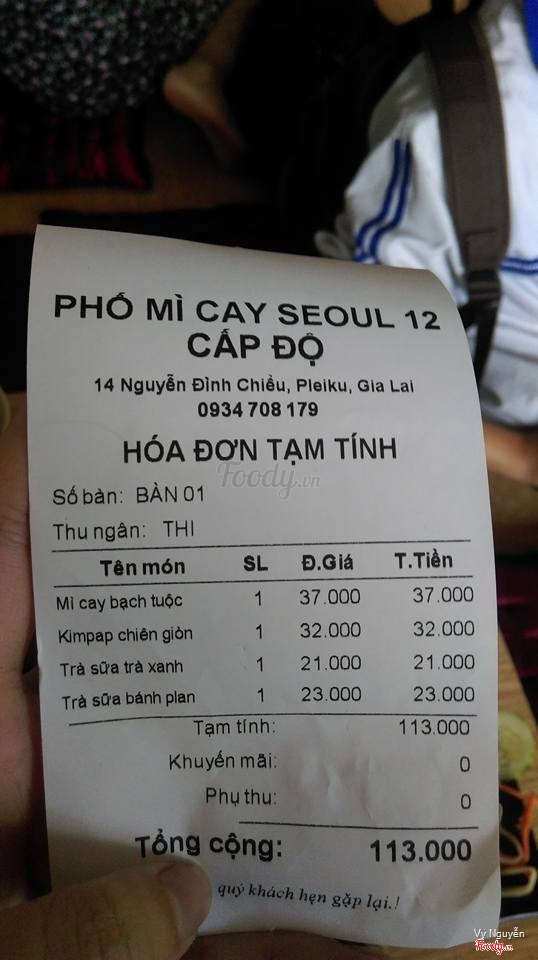 PHỐ MÌ CAY SEOUL 12
CẤP ĐỘ
14 Nguyễn Đình Chiểu, Pleiku, Gia Lai
0934 708 179
HÓA ĐƠN TẠM TÍNH
Foody.vn
Số bàn: BÀN 01
Thu ngân: THI
Tên món SL Đ.Giá T.Tiền
Mì cay bạch tuộc 1 37.000 37.000
Kimpap chiên giòn 1 32.000 32.000
Trà sữa trà xanh 1 21.000 21.000
Trà sữa bánh plan 1 23.000 23.000
Tạm tính: 113.000
Khuyến mãi: 0
Phụ thu: 0
Tổng cộng: 113.000
quý khách hẹn gặp lại.!
Vy Nguyễn
Foody.vn